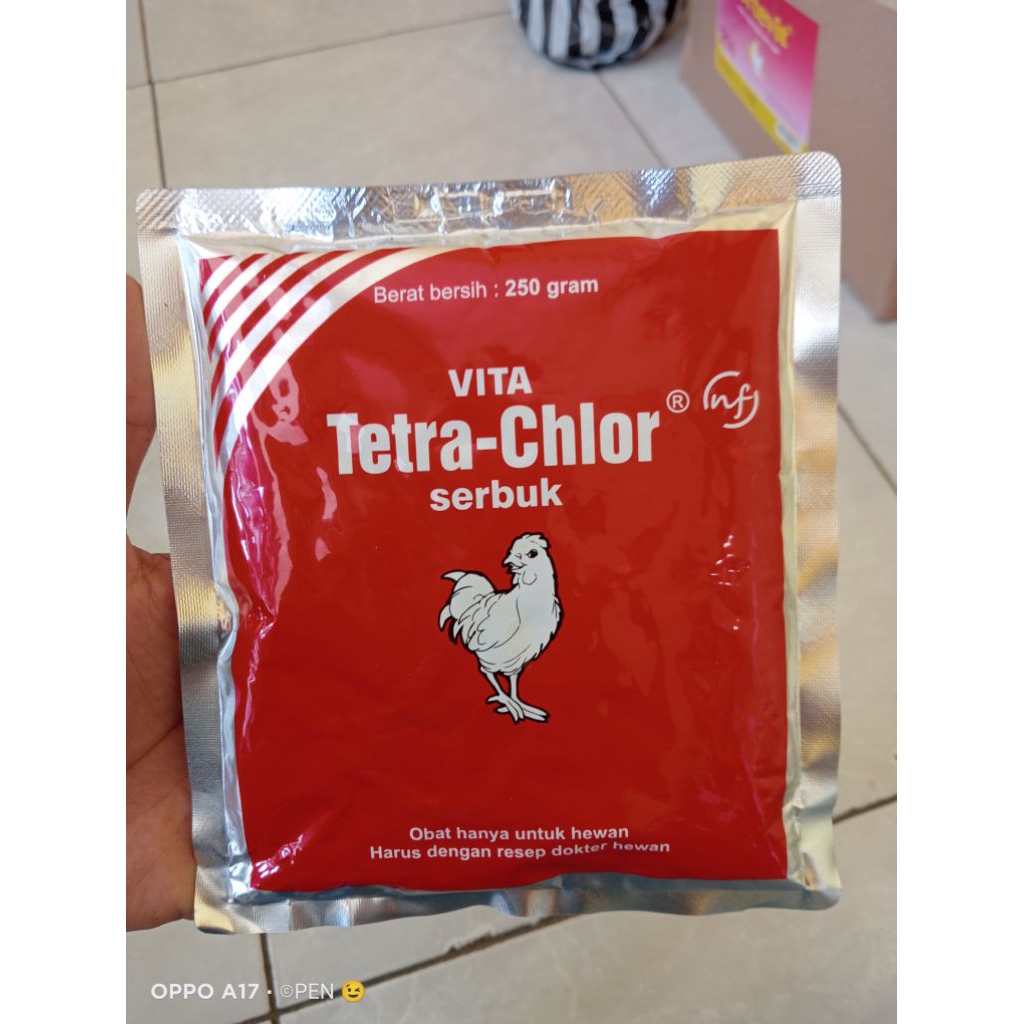 Berat bersih : 250 gram
VITA
Tetra-Chlor®
nf
serbuk
Obat hanya untuk hewan
Harus dengan resep dokter hewan
OPPO A17 · ©PEN 😉